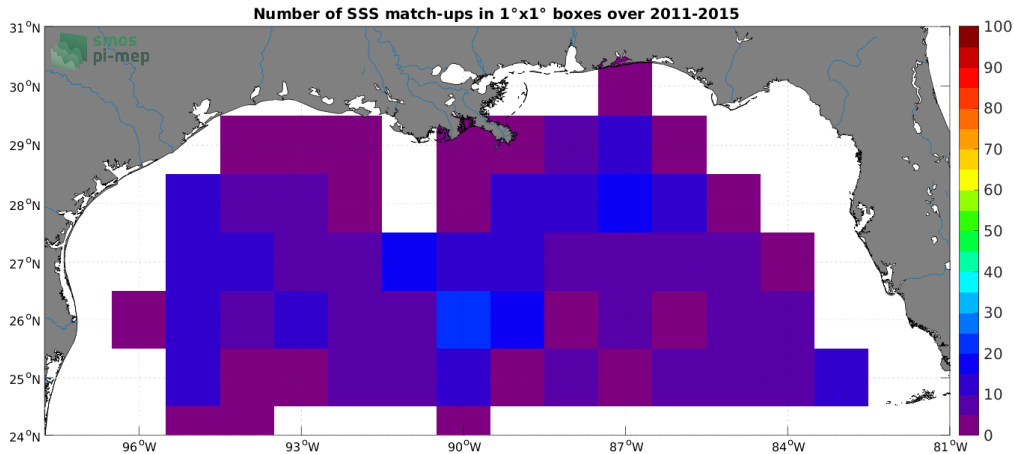 Number of SSS match-ups in 1°x1° boxes over 2011-2015
smos
pi-mep
31°N
30°N
29°N
28°N
27°N
26°N
25°N
24°N
96°W
93°W
90°W
87°W
84°W
81°W
100
90
80
70
60
50
40
30
20
10
0